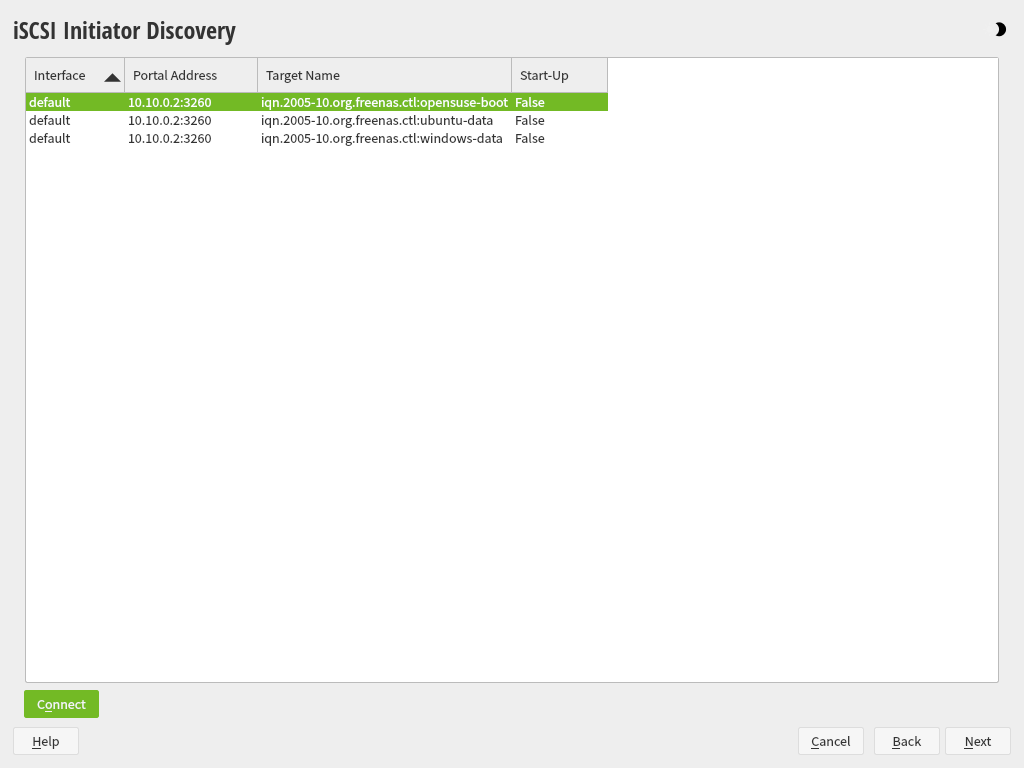 iSCSI Initiator Discovery
Interface Portal Address Target Name Start-Up
default 10.10.0.2:3260 iqn.2005-10.org.freenas.ctl:opensuse-boot False
default 10.10.0.2:3260 iqn.2005-10.org.freenas.ctl:ubuntu-data False
default 10.10.0.2:3260 iqn.2005-10.org.freenas.ctl:windows-data False
Connect
Help Cancel Back Next